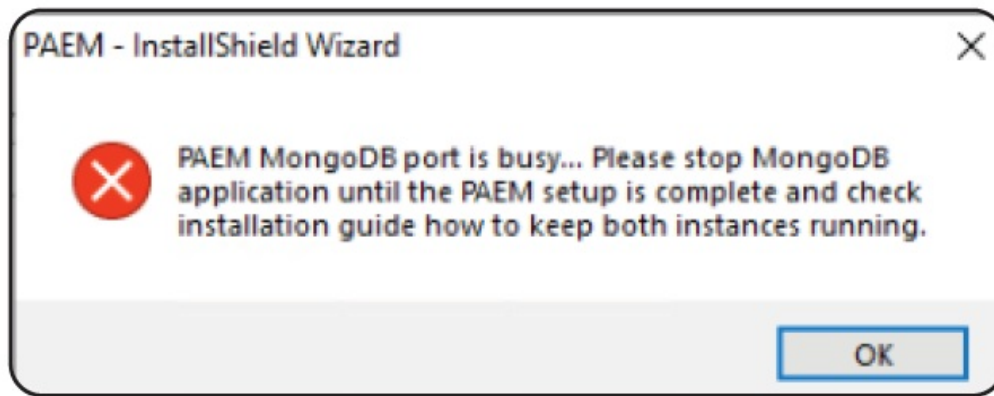 PAEM - InstallShield Wizard
PAEM MongoDB port is busy... Please stop MongoDB
application until the PAEM setup is complete and check
installation guide how to keep both instances running.
OK